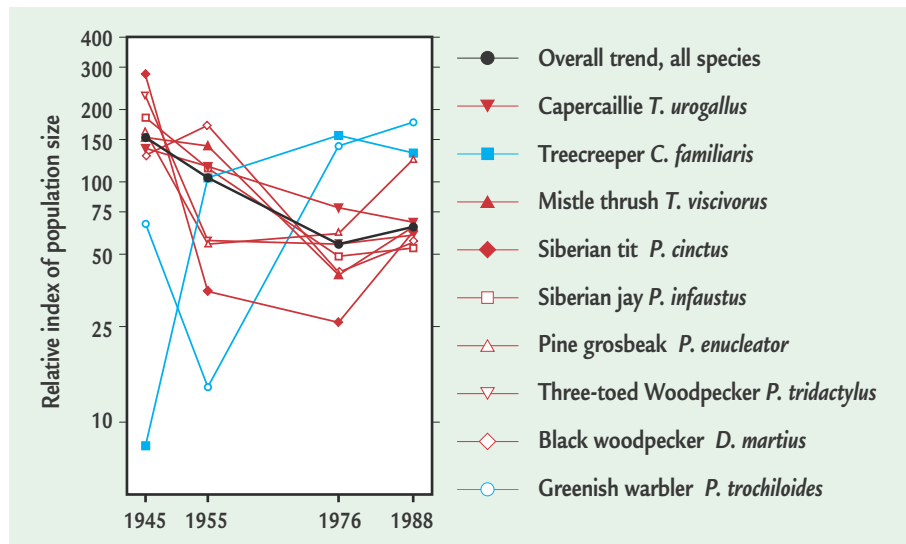 Relative index of population size
400
300
200
150
100
75
50
25
10
1945 1955 1976 1988
Overall trend, all species
Capercaillie T. urogallus
Treecreeper C. familiaris
Mistle thrush T. viscivorus
Siberian tit P. cinctus
Siberian jay P. infaustus
Pine grosbeak P. enucleator
Three-toed Woodpecker P. tridactylus
Black woodpecker D. martius
Greenish warbler P. trochiloides